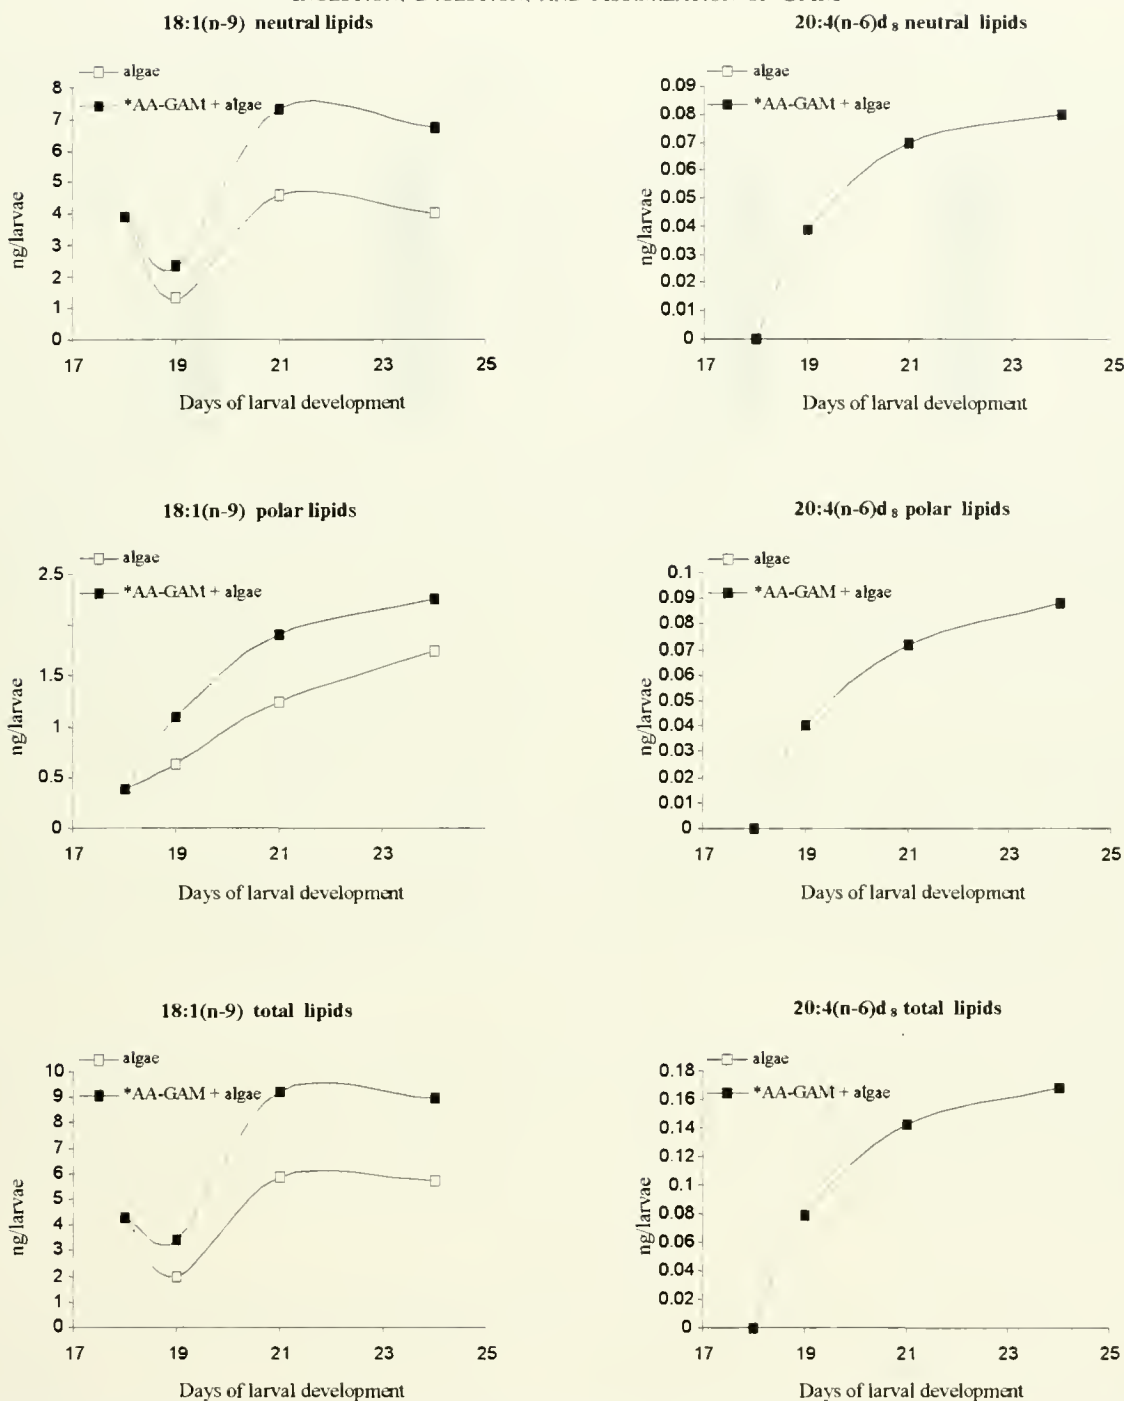 18:1(n-9) neutral lipids
algae
*AA-GAM + algae
8
7
6
5
4
3
2
1
0
ng/larvae
17 19 21 23 25
Days of larval development
20:4(n-6)d 8 neutral lipids
algae
*AA-GAM + algae
0.09
0.08
0.07
0.06
0.05
0.04
0.03
0.02
0.01
0
ng/larvae
17 19 21 23 25
Days of larval development
18:1(n-9) polar lipids
algae
*AA-GAM + algae
2.5
1.5
1
0.5
0
ng/larvae
17 19 21 23
Days of larval development
20:4(n-6)d 8 polar lipids
algae
*AA-GAM + algae
0.1
0.09
0.08
0.07
0.06
0.05
0.04
0.03
0.02
0.01
0
ng/larvae
17 19 21 23 25
Days of larval development
18:1(n-9) total lipids
algae
*AA-GAM + algae
10
9
8
7
6
5
4
3
2
1
0
ng/larvae
17 19 21 23 25
Days of larval development
20:4(n-6)d 8 total lipids
algae
*AA-GAM + algae
0.18
0.16
0.14
0.12
0.1
0.08
0.06
0.04
0.02
0
ng/larvae
17 19 21 23 25
Days of larval development